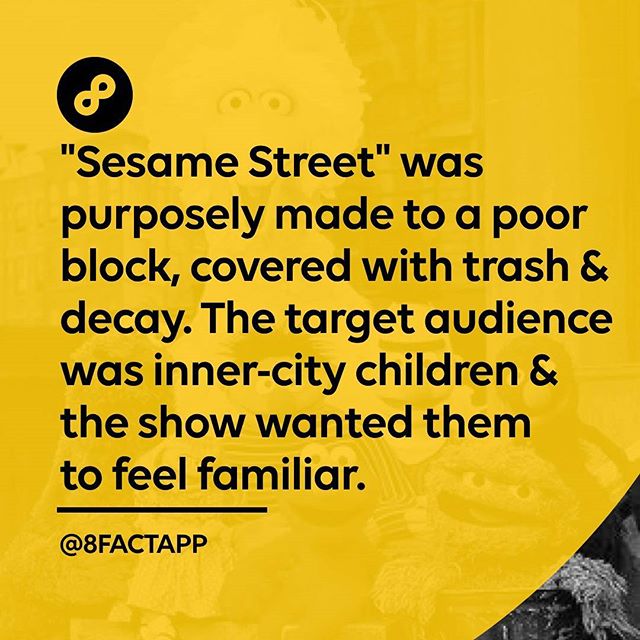 "Sesame Street" was
purposely made to a poor
block, covered with trash &
decay. The target audience
was inner-city children &
the show wanted them
to feel familiar.
@8FACTAPP